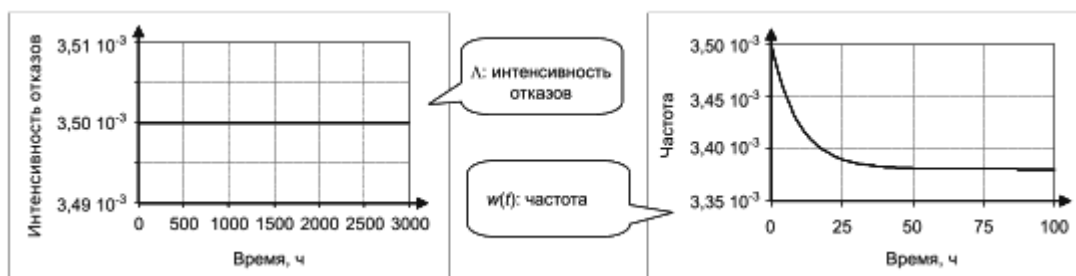 Интенсивность отказов
3,51 10⁻³
3,50 10⁻³
3,49 10⁻³
0 500 1000 1500 2000 2500 3000
Время, ч
Λ: интенсивность
отказов
w(t): частота
Частота
3,50 10⁻³
3,45 10⁻³
3,40 10⁻³
3,35 10⁻³
0 25 50 75 100
Время, ч